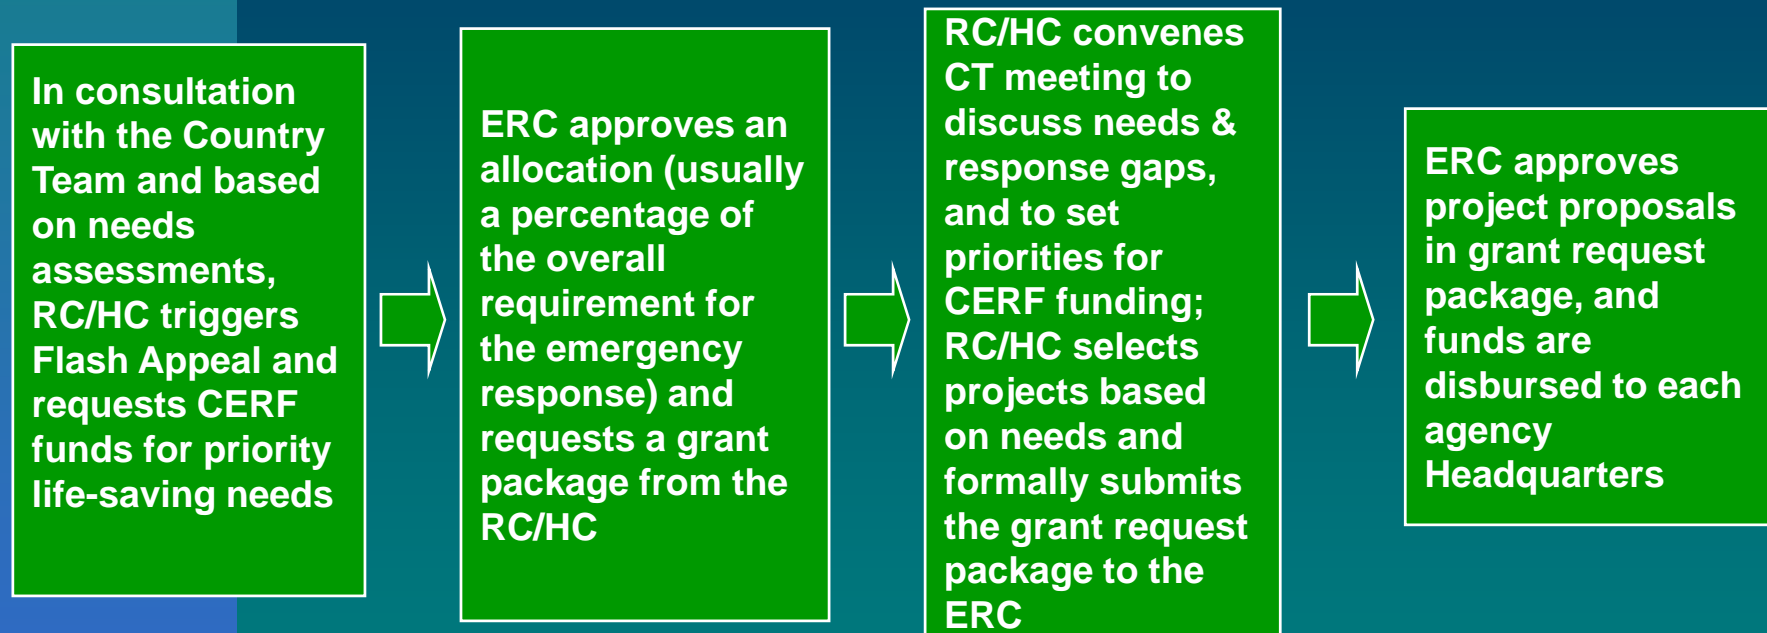 In consultation
with the Country
Team and based
on needs
assessments,
RC/HC triggers
Flash Appeal and
requests CERF
funds for priority
life-saving needs
ERC approves an
allocation (usually
a percentage of
the overall
requirement for
the emergency
response) and
requests a grant
package from the
RC/HC
RC/HC convenes
CT meeting to
discuss needs &
response gaps,
and to set
priorities for
CERF funding;
RC/HC selects
projects based
on needs and
formally submits
the grant request
package to the
ERC
ERC approves
project proposals
in grant request
package, and
funds are
disbursed to each
agency
Headquarters